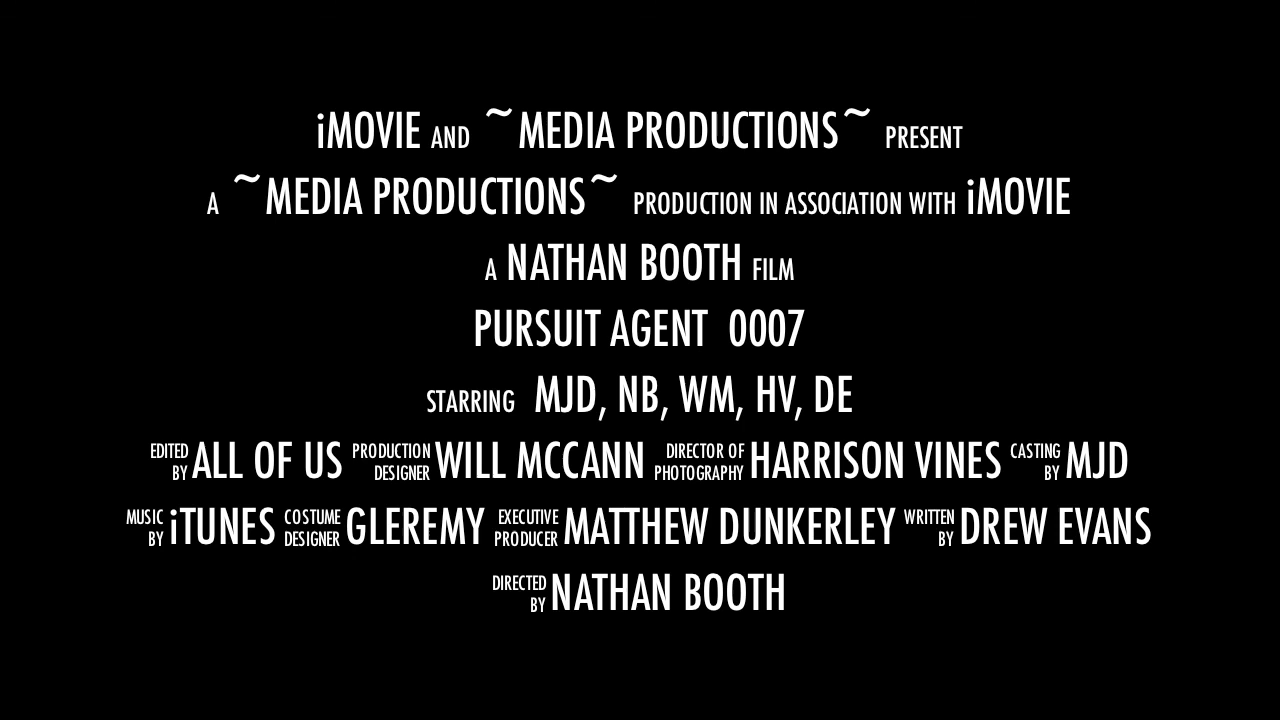 iMOVIE AND ~MEDIA PRODUCTIONS~ PRESENT
A ~MEDIA PRODUCTIONS~ PRODUCTION IN ASSOCIATION WITH iMOVIE
A NATHAN BOOTH FILM
PURSUIT AGENT 0007
STARRING MJD, NB, WM, HV, DE
EDITED BY ALL OF US PRODUCTION DESIGNER WILL MCCANN DIRECTOR OF PHOTOGRAPHY HARRISON VINES CASTING BY MJD
MUSIC BY iTUNES COSTUME DESIGNER GLEREMY EXECUTIVE PRODUCER MATTHEW DUNKERLEY WRITTEN BY DREW EVANS
DIRECTED BY NATHAN BOOTH